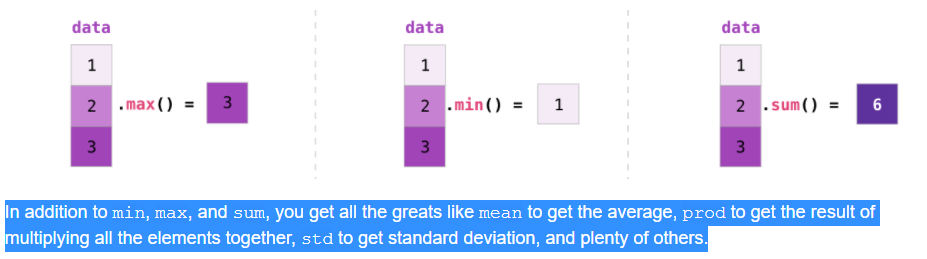 data data data
1 1 1
2 .max() = 3 2 .min() = 1 2 .sum() = 6
3 3 3
In addition to min, max, and sum, you get all the greats like mean to get the average, prod to get the result of
multiplying all the elements together, std to get standard deviation, and plenty of others.